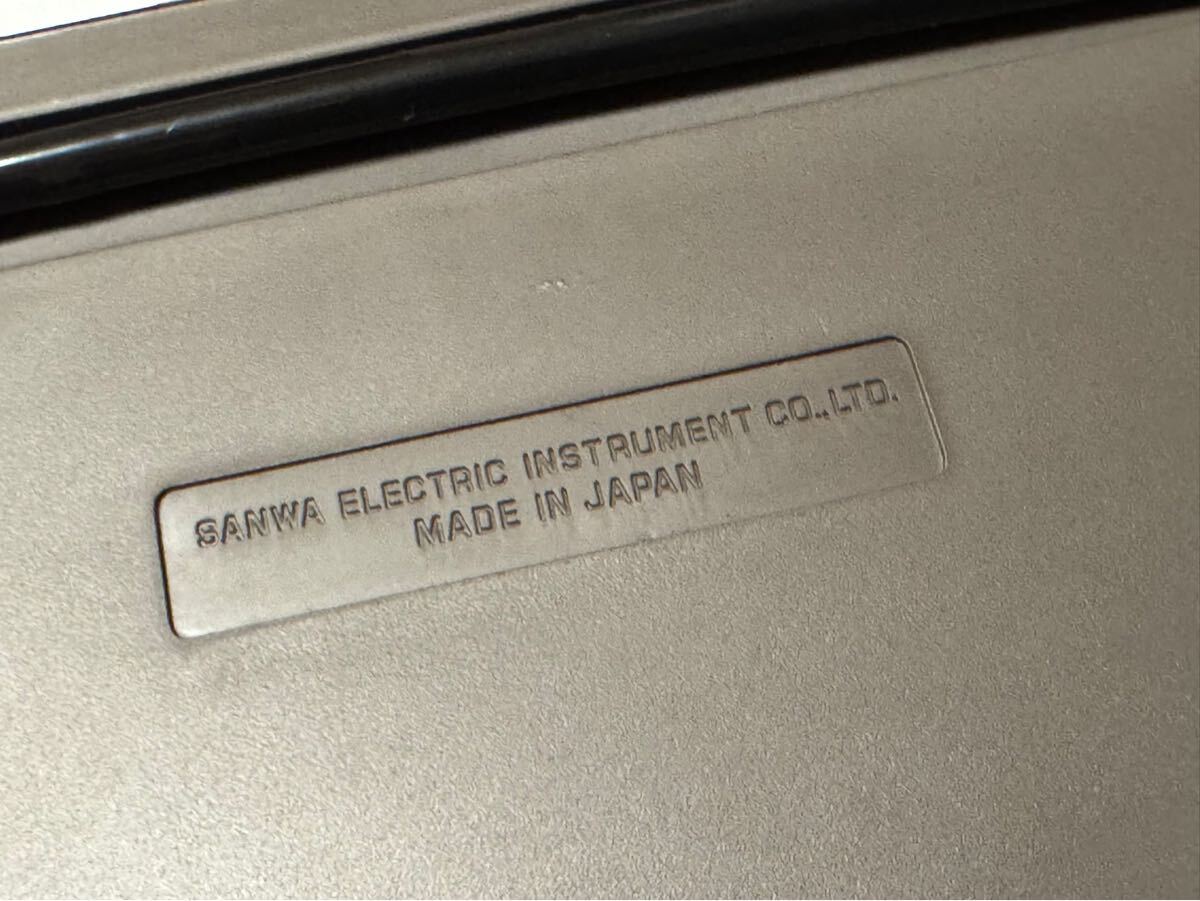 SANWA ELECTRIC INSTRUMENT CO.,LTD.
MADE IN JAPAN